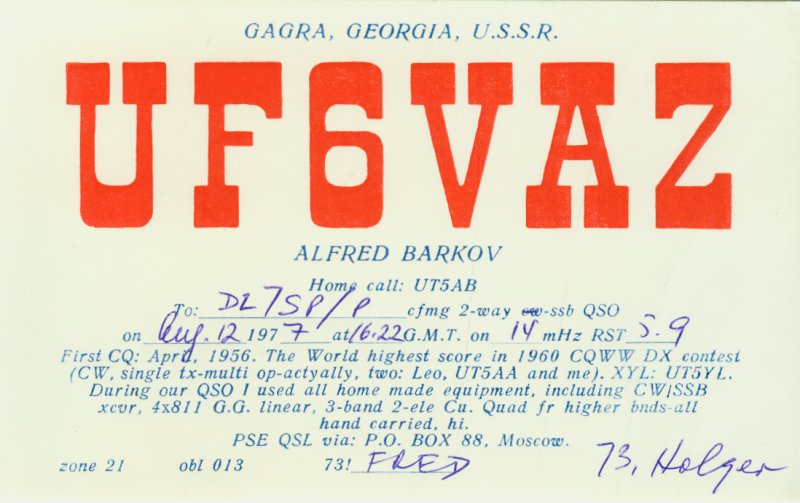 GAGRA, GEORGIA, U.S.S.R.
UF6VAZ
ALFRED BARKOV
Home call: UT5AB
To: DL7SP/P cfmg 2-way cw-ssb QSO
on Aug. 12 1977 at 16.22 G.M.T. on 14 mHz RST 5-9
First CQ: April, 1956. The World highest score in 1960 CQWW DX contest
(CW, single tx-multi op-actyally, two: Leo, UT5AA and me). XYL: UT5YL.
During our QSO I used all home made equipment, including CW/SSB
xcvr, 4x811 G.G. linear, 3-band 2-ele Cu. Quad fr higher bnds-all
hand carried, hi.
PSE QSL via: P.O. BOX 88, Moscow.
zone 21 obl 013 73! FRED 73, Holger